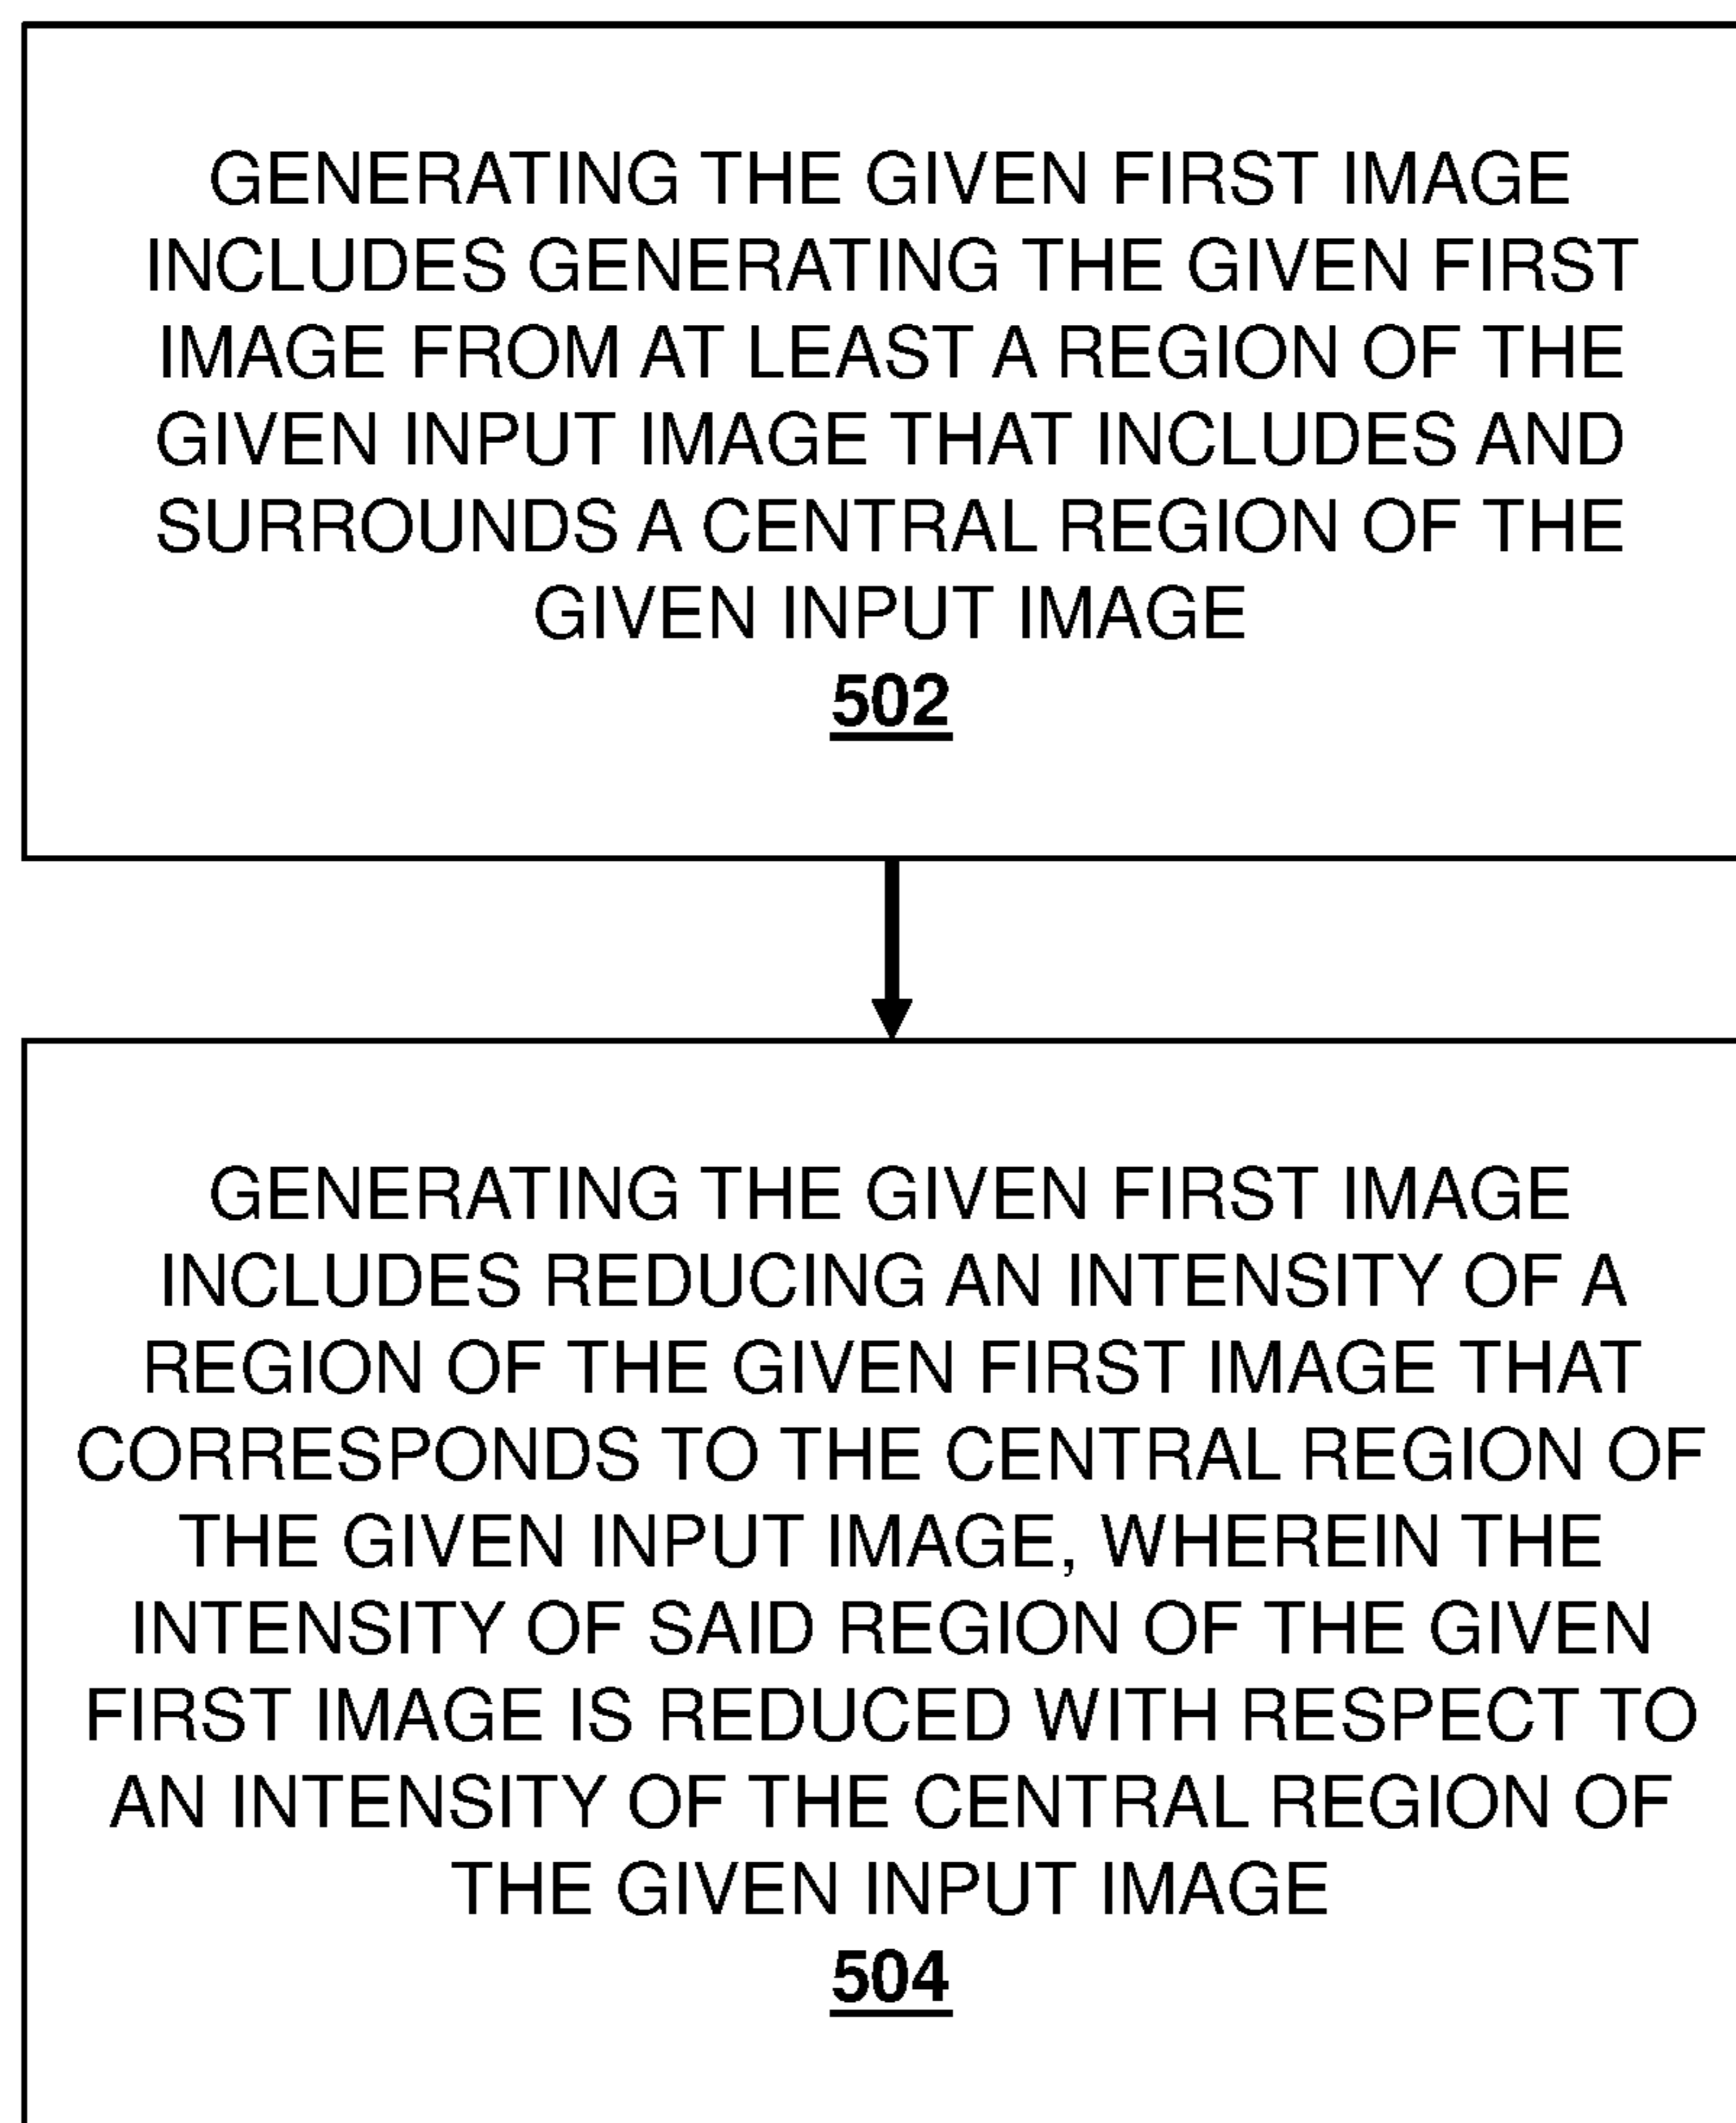 GENERATING THE GIVEN FIRST IMAGE
INCLUDES GENERATING THE GIVEN FIRST
IMAGE FROM AT LEAST A REGION OF THE
GIVEN INPUT IMAGE THAT INCLUDES AND
SURROUNDS A CENTRAL REGION OF THE
GIVEN INPUT IMAGE
502
GENERATING THE GIVEN FIRST IMAGE
INCLUDES REDUCING AN INTENSITY OF A
REGION OF THE GIVEN FIRST IMAGE THAT
CORRESPONDS TO THE CENTRAL REGION OF
THE GIVEN INPUT IMAGE, WHEREIN THE
INTENSITY OF SAID REGION OF THE GIVEN
FIRST IMAGE IS REDUCED WITH RESPECT TO
AN INTENSITY OF THE CENTRAL REGION OF
THE GIVEN INPUT IMAGE
504